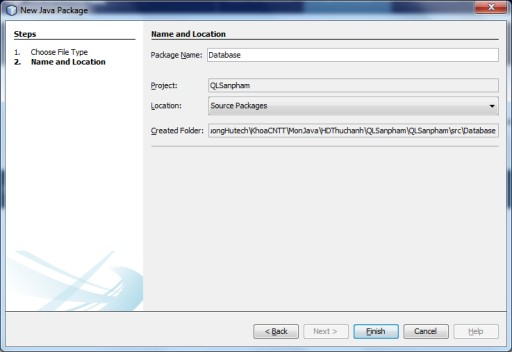 New Java Package
Steps
1. Choose File Type
2. Name and Location
Name and Location
Package Name: Database
Project: QLSanpham
Location: Source Packages
Created Folder: ongHutech\KhoaCNTT\MonJava\HDThuchanh\QLSanpham\QLSanpham\src\Database
< Back Next > Finish Cancel Help